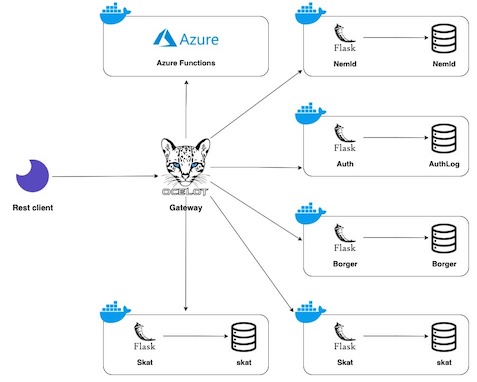 Azure
Azure Functions
Flask
NemId
NemId
Flask
Auth
AuthLog
Rest client
OCELOT
Gateway
Flask
Borger
Borger
Flask
Skat
skat
Flask
Skat
skat